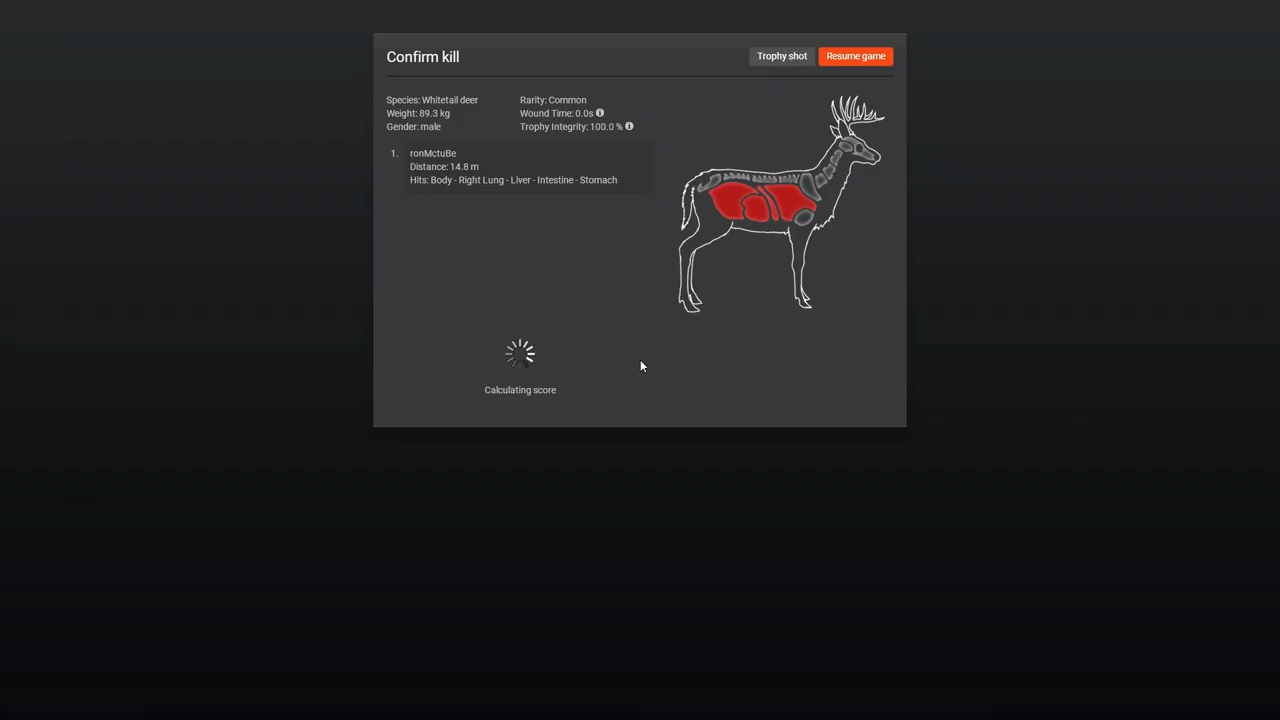 Confirm kill
Trophy shot
Resume game
Species: Whitetail deer
Rarity: Common
Weight: 89.3 kg
Wound Time: 0.0s
Gender: male
Trophy Integrity: 100.0 %
1. ronMctuBe
Distance: 14.8 m
Hits: Body - Right Lung - Liver - Intestine - Stomach
Calculating score